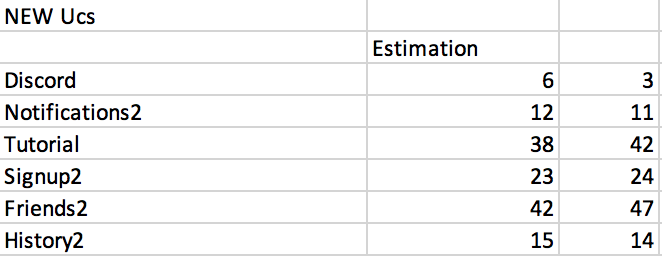 NEW Ucs
Estimation
Discord 6 3
Notifications2 12 11
Tutorial 38 42
Signup2 23 24
Friends2 42 47
History2 15 14